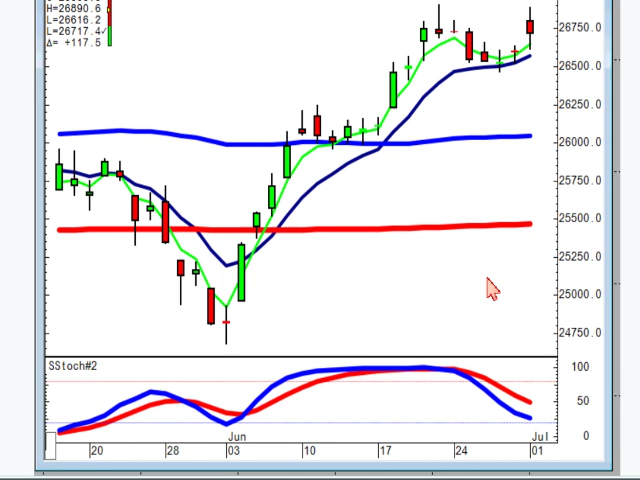 H=26890.6
L=26616.2
L=26717.4
Δ= +117.5
26750.0
26500.0
26250.0
26000.0
25750.0
25500.0
25250.0
25000.0
24750.0
SStoch#2
100
50
0
Jun
Jul
20
28
03
10
17
24
01